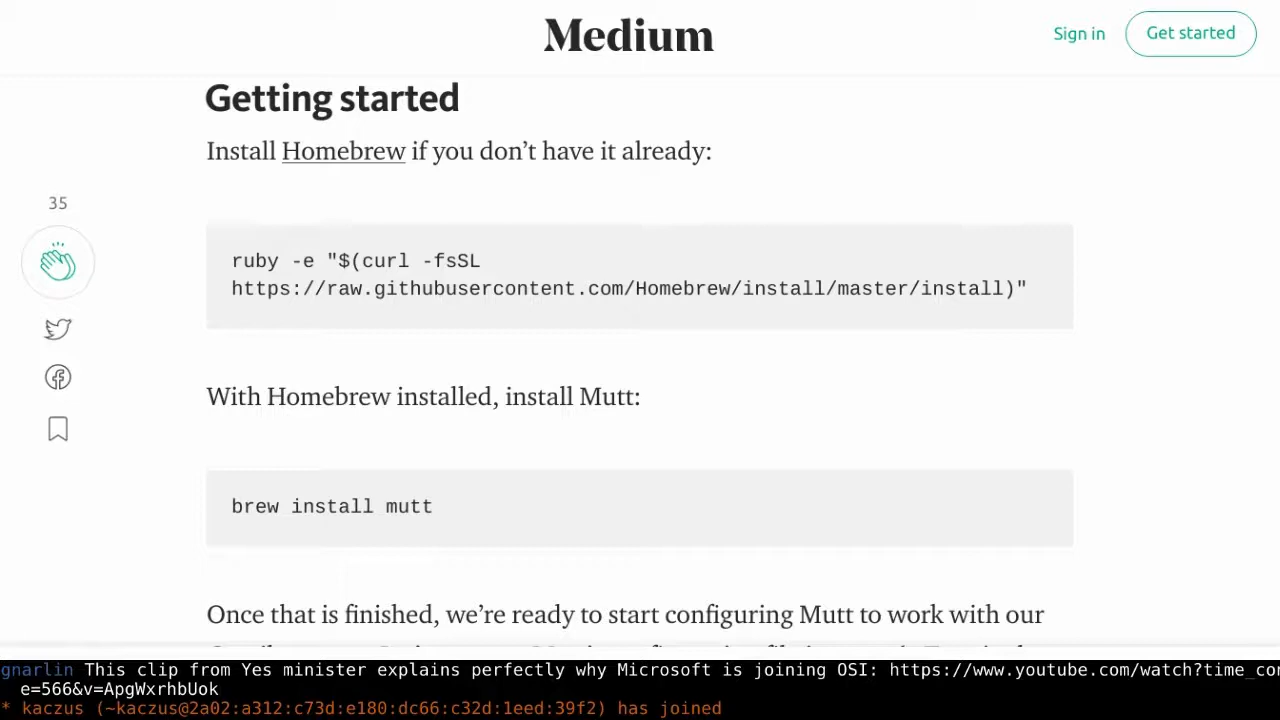 Medium
Sign in
Get started
Getting started
Install Homebrew if you don’t have it already:
35
ruby -e "$(curl -fsSL
https://raw.githubusercontent.com/Homebrew/install/master/install)"
With Homebrew installed, install Mutt:
brew install mutt
Once that is finished, we’re ready to start configuring Mutt to work with our
gnarlin This clip from Yes minister explains perfectly why Microsoft is joining OSI: https://www.youtube.com/watch?time_con
e=566&v=ApgWxrhbUok
* kaczus (~kaczus@2a02:a312:c73d:e180:dc66:c32d:1eed:39f2) has joined